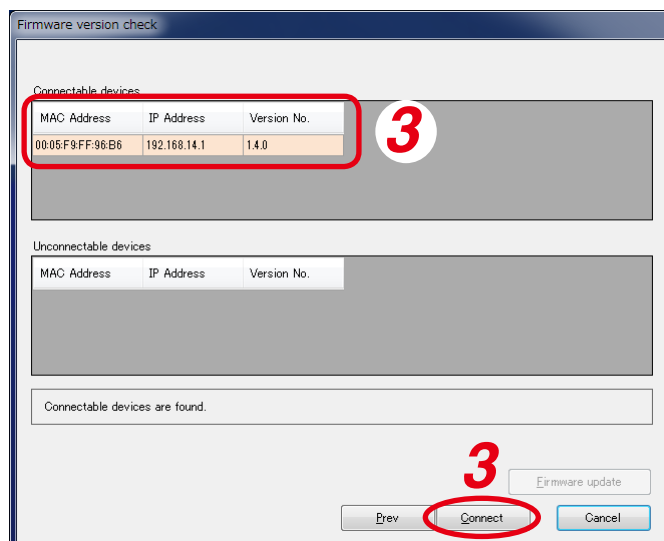 Firmware version check
Connectable devices
MAC Address IP Address Version No.
00:05:F9:FF:96:B6 192.168.14.1 1.4.0
3
Unconnectable devices
MAC Address IP Address Version No.
Connectable devices are found.
3
Firmware update
Prev Connect Cancel